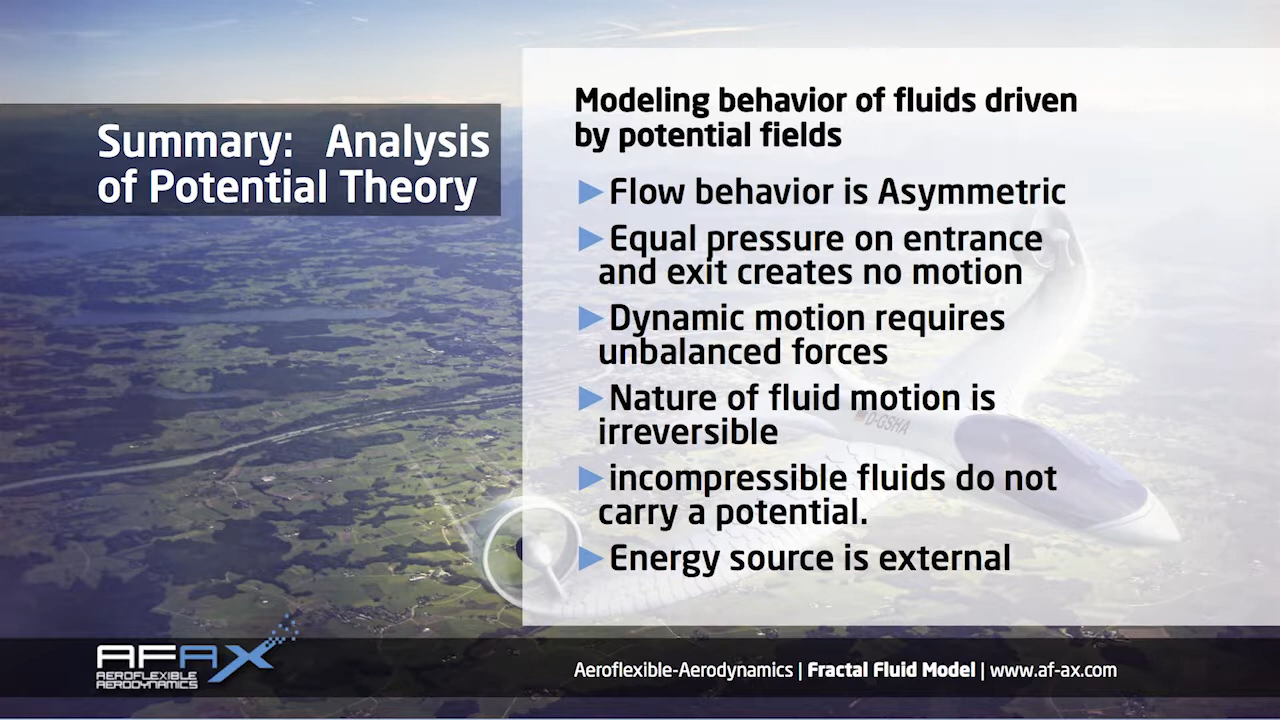 Summary: Analysis
of Potential Theory
Modeling behavior of fluids driven
by potential fields
►Flow behavior is Asymmetric
►Equal pressure on entrance
and exit creates no motion
►Dynamic motion requires
unbalanced forces
►Nature of fluid motion is
irreversible
►incompressible fluids do not
carry a potential.
►Energy source is external
D-GSHA
AFAX
AEROFLEXIBLE
AERODYNAMICS
Aeroflexible-Aerodynamics | Fractal Fluid Model | www.af-ax.com